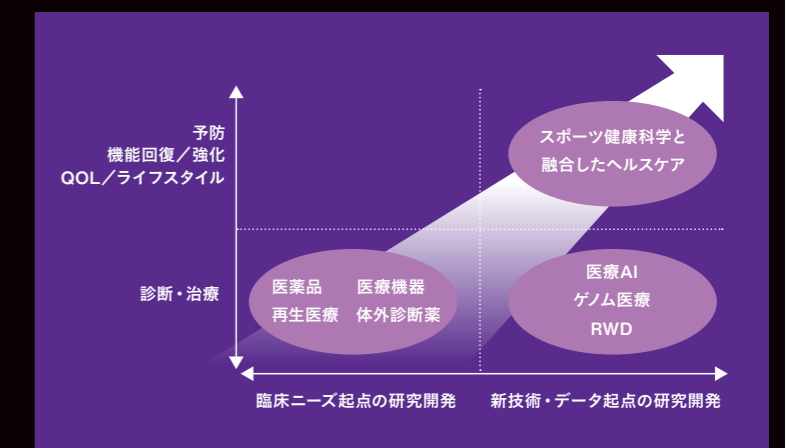 予防
機能回復／強化
QOL／ライフスタイル
スポーツ健康科学と
融合したヘルスケア
診断・治療
医薬品　医療機器
再生医療　体外診断薬
医療AI
ゲノム医療
RWD
臨床ニーズ起点の研究開発
新技術・データ起点の研究開発